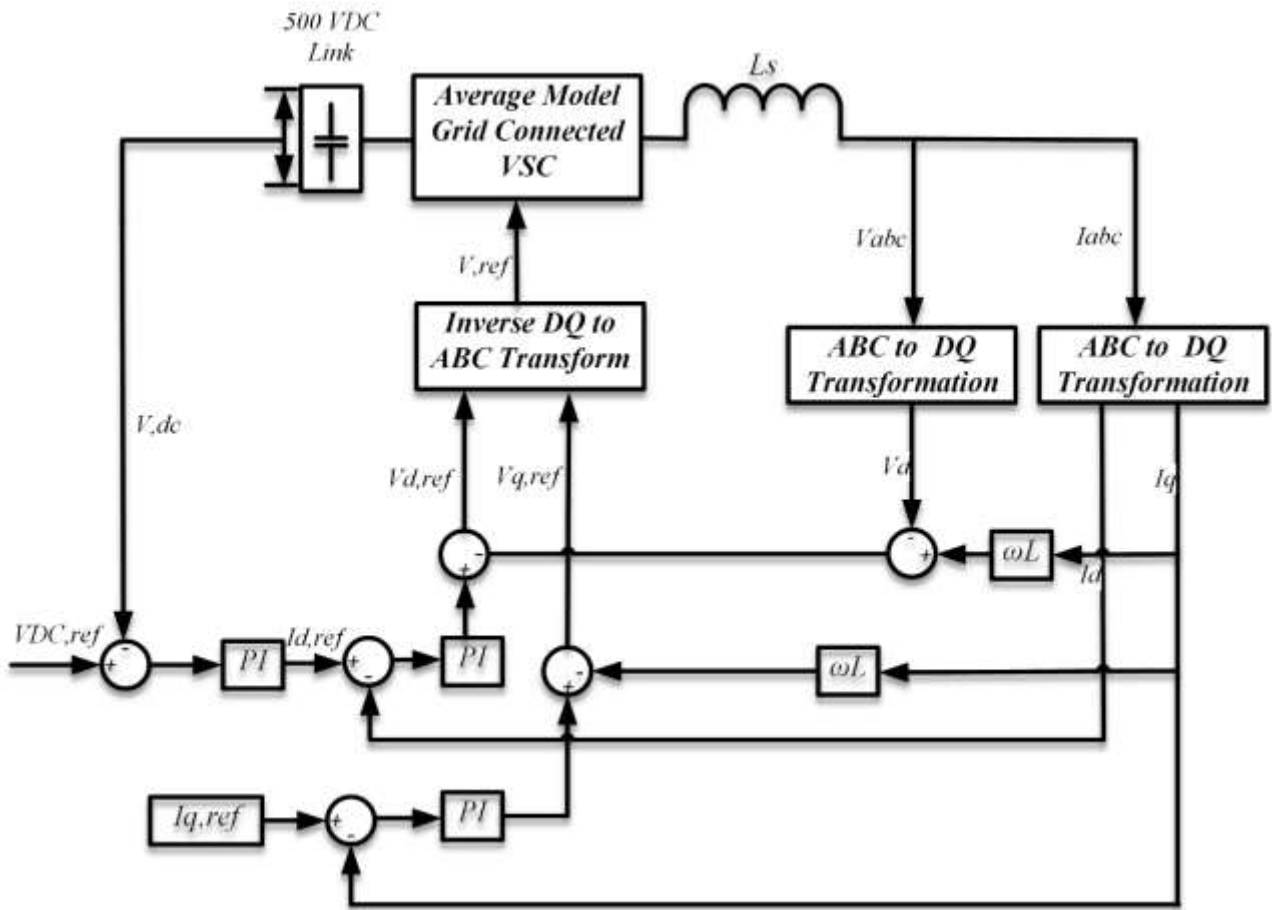 500 VDC
Link
Ls
Average Model
Grid Connected
VSC
Vabc
Iabc
V,ref
Inverse DQ to
ABC Transform
ABC to DQ
Transformation
ABC to DQ
Transformation
V,dc
Vd,ref
Vq,ref
Vd
Iq
-
+
-
+
ωL
Id
VDC,ref
-
+
PI
Id,ref
+
-
PI
-
+
ωL
Iq,ref
+
-
PI